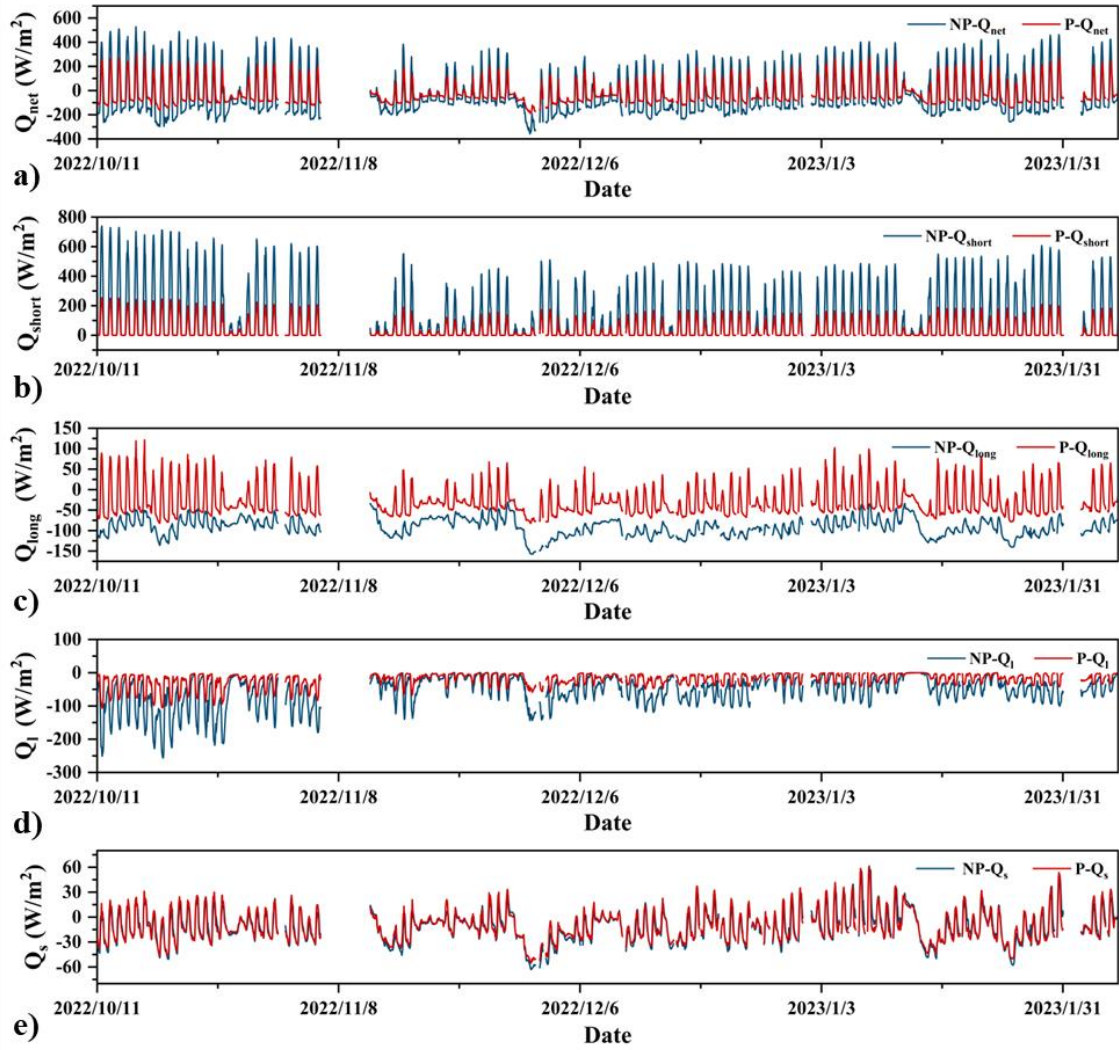 600
400
200
0
-200
-400
Qnet (W/m²)
NP-Qnet P-Qnet
2022/10/11 2022/11/8 2022/12/6 2023/1/3 2023/1/31
Date
a)
800
600
400
200
0
Qshort (W/m²)
NP-Qshort P-Qshort
2022/10/11 2022/11/8 2022/12/6 2023/1/3 2023/1/31
Date
b)
150
100
50
0
-50
-100
-150
Qlong (W/m²)
NP-Qlong P-Qlong
2022/10/11 2022/11/8 2022/12/6 2023/1/3 2023/1/31
Date
c)
100
0
-100
-200
-300
Ql (W/m²)
NP-Ql P-Ql
2022/10/11 2022/11/8 2022/12/6 2023/1/3 2023/1/31
Date
d)
60
30
0
-30
-60
Qs (W/m²)
NP-Qs P-Qs
2022/10/11 2022/11/8 2022/12/6 2023/1/3 2023/1/31
Date
e)